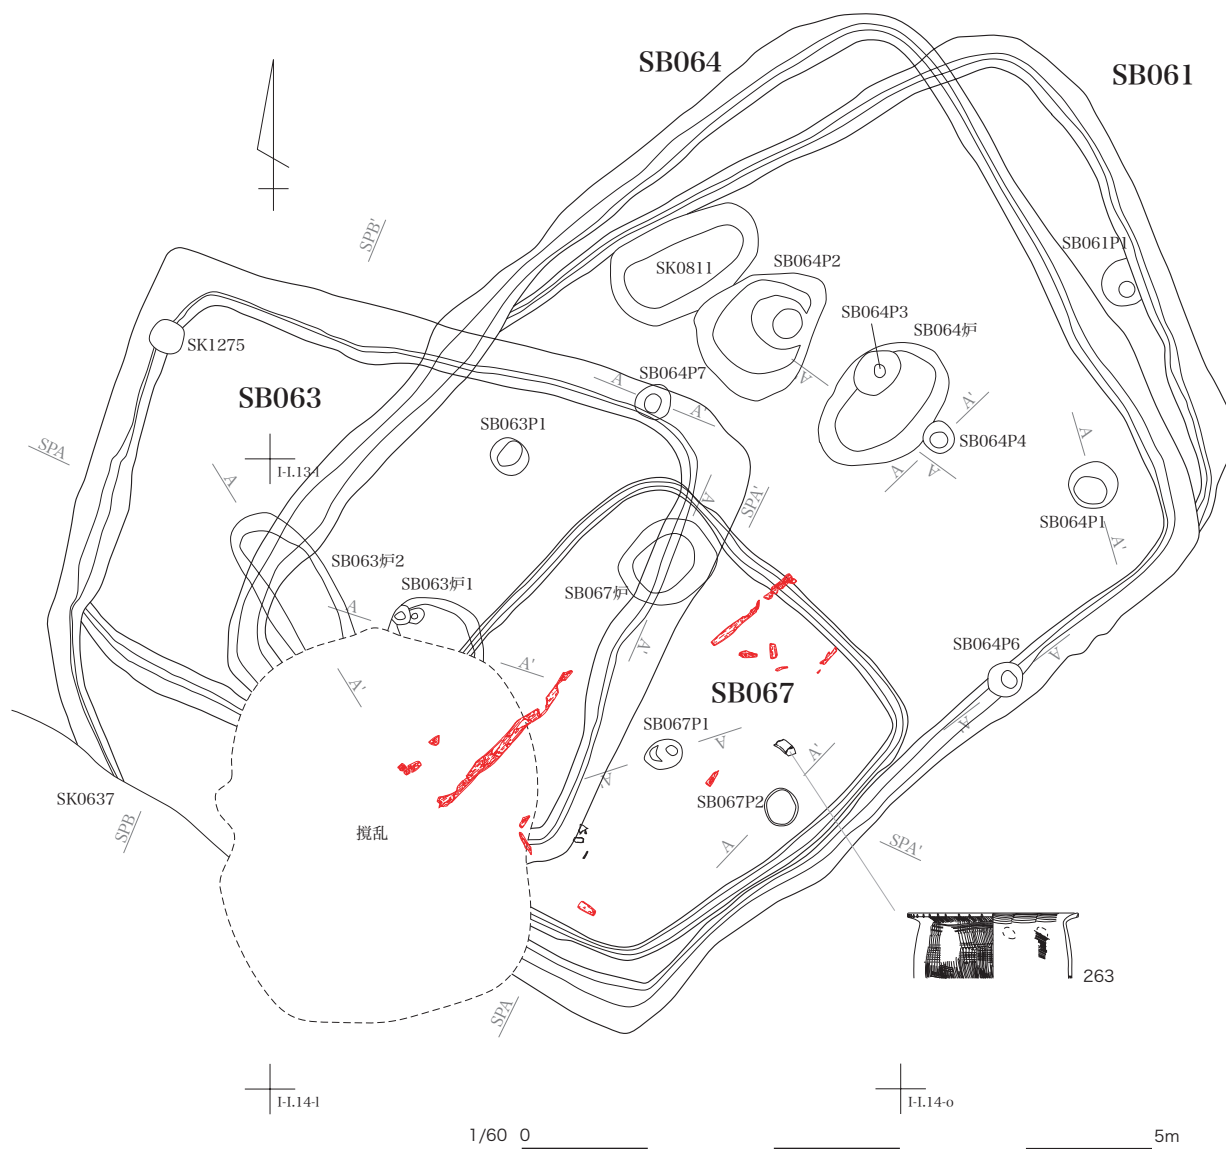 SB064
SB061
SPB'
SB061P1
SK0811
SB064P2
SB064P3
SB064炉
SK1275
SB063
SB064P7
A
A'
A
A'
SB064P4
SB063P1
SPA
I-I.13-l
A
A
SPA'
A
A
A
SB064P1
A'
SB063炉2
SB063炉1
SB067炉
A
A'
A'
A'
SB064P6
A
A'
SB067
SB067P1
A
A'
A'
SB067P2
A
SK0637
SPB
撹乱
SPA'
263
SPA
I-I.14-l
I-I.14-o
1/60 0
5m